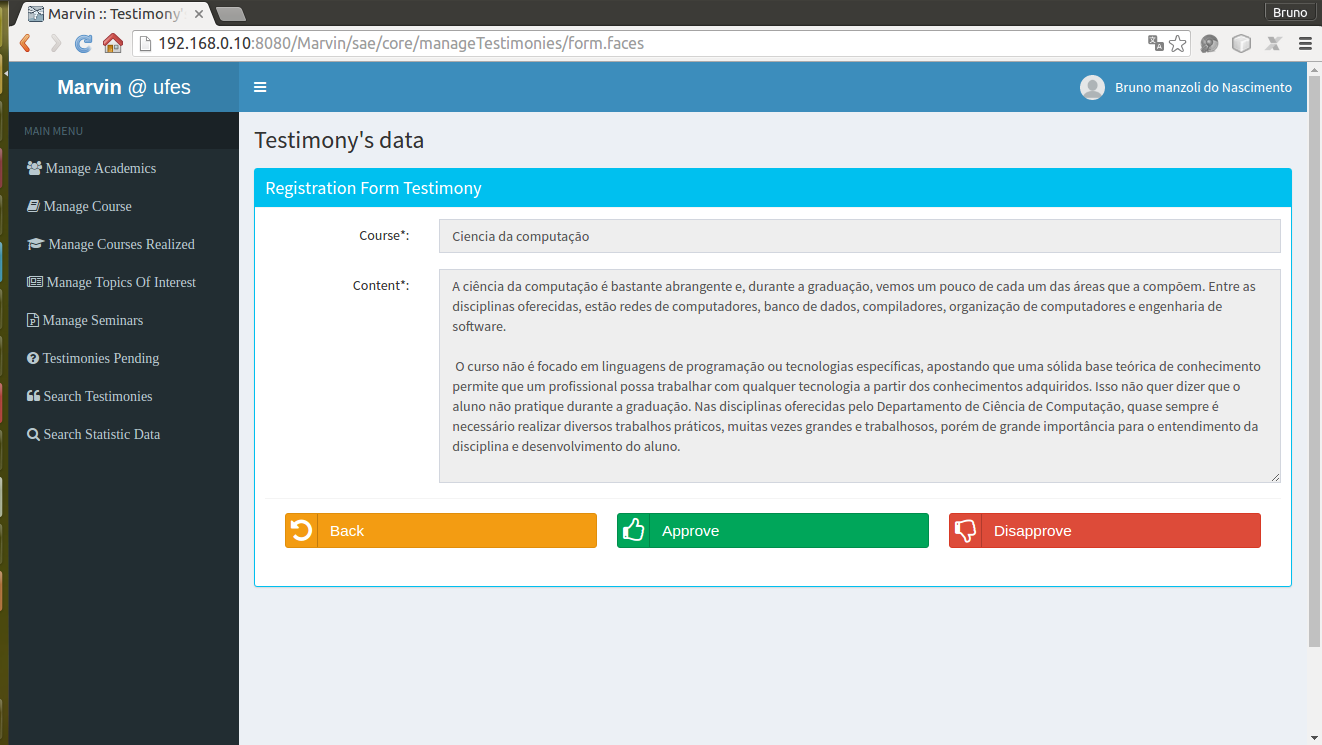 Marvin :: Testimony'
Bruno
192.168.0.10:8080/Marvin/sae/core/manageTestimonies/form.faces
Marvin @ ufes
Bruno manzoli do Nascimento
MAIN MENU
Manage Academics
Manage Course
Manage Courses Realized
Manage Topics Of Interest
Manage Seminars
Testimonies Pending
Search Testimonies
Search Statistic Data
Testimony's data
Registration Form Testimony
Course*:
Ciencia da computação
Content*:
A ciência da computação é bastante abrangente e, durante a graduação, vemos um pouco de cada um das áreas que a compõem. Entre as
disciplinas oferecidas, estão redes de computadores, banco de dados, compiladores, organização de computadores e engenharia de
software.
O curso não é focado em linguagens de programação ou tecnologias específicas, apostando que uma sólida base teórica de conhecimento
permite que um profissional possa trabalhar com qualquer tecnologia a partir dos conhecimentos adquiridos. Isso não quer dizer que o
aluno não pratique durante a graduação. Nas disciplinas oferecidas pelo Departamento de Ciência de Computação, quase sempre é
necessário realizar diversos trabalhos práticos, muitas vezes grandes e trabalhosos, porém de grande importância para o entendimento da
disciplina e desenvolvimento do aluno.
Back
Approve
Disapprove